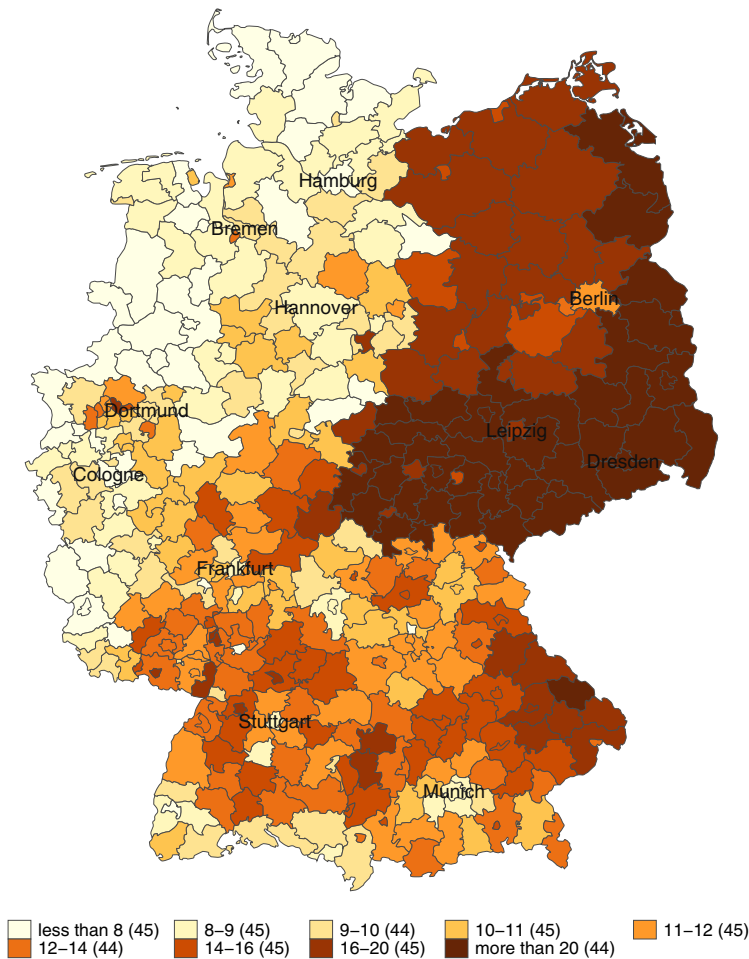 Hamburg
Bremen
Berlin
Hannover
Dortmund
Leipzig
Dresden
Cologne
Frankfurt
Stuttgart
Munich
less than 8 (45) 8−9 (45) 9−10 (44) 10−11 (45) 11−12 (45)
12−14 (44) 14−16 (45) 16−20 (45) more than 20 (44)